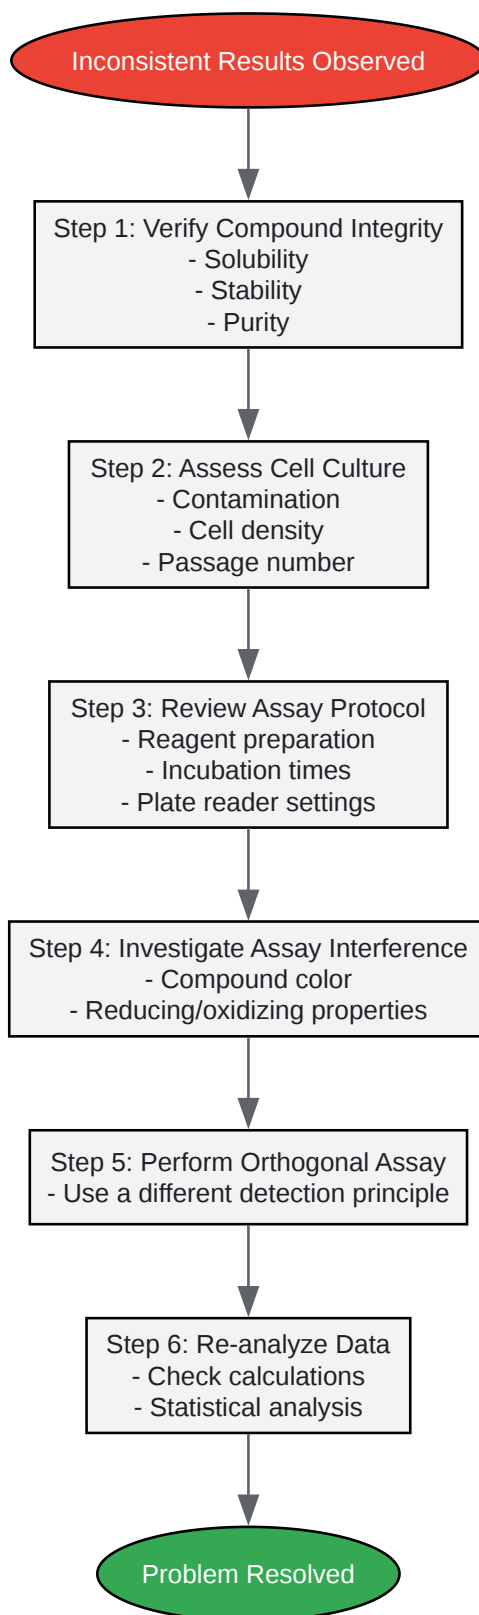 Inconsistent Results Observed
Step 1: Verify Compound Integrity
- Solubility
- Stability
- Purity
Step 2: Assess Cell Culture
- Contamination
- Cell density
- Passage number
Step 3: Review Assay Protocol
- Reagent preparation
- Incubation times
- Plate reader settings
Step 4: Investigate Assay Interference
- Compound color
- Reducing/oxidizing properties
Step 5: Perform Orthogonal Assay
- Use a different detection principle
Step 6: Re-analyze Data
- Check calculations
- Statistical analysis
Problem Resolved